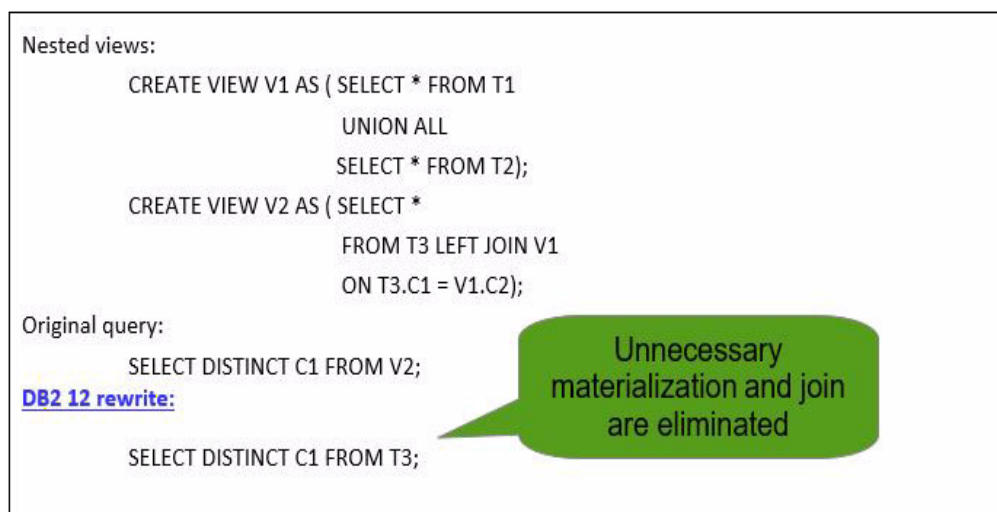 Nested views:
CREATE VIEW V1 AS ( SELECT * FROM T1
UNION ALL
SELECT * FROM T2);
CREATE VIEW V2 AS ( SELECT *
FROM T3 LEFT JOIN V1
ON T3.C1 = V1.C2);
Original query:
SELECT DISTINCT C1 FROM V2;
DB2 12 rewrite:
SELECT DISTINCT C1 FROM T3;
Unnecessary
materialization and join
are eliminated